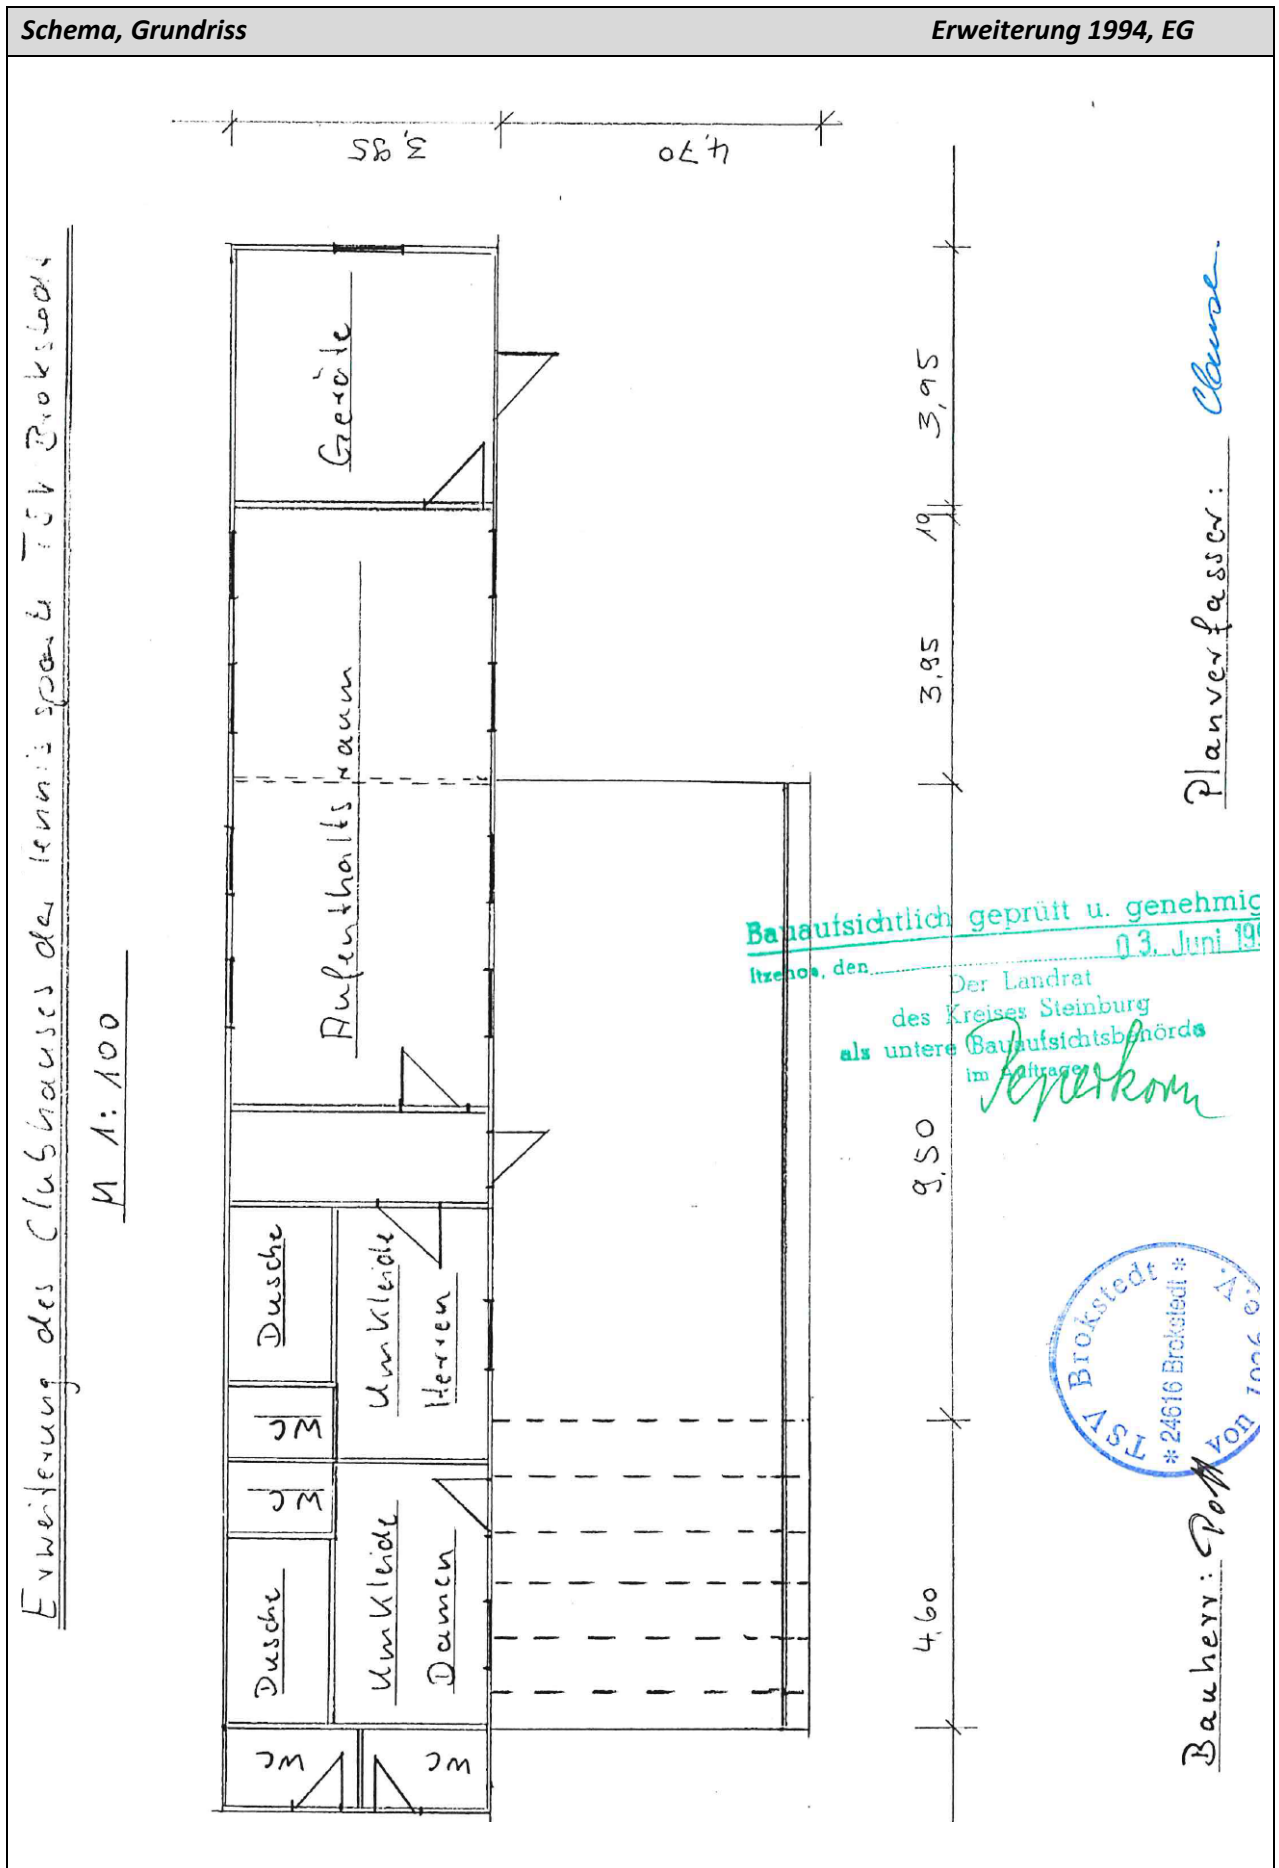 Schema, Grundriss Erweiterung 1994, EG
Erweiterung des Clubhauses der Tennissparte TSV Brokstedt
M 1:100
3,95
4,70
Geräte
Aufenthaltsraum
Dusche
Umkleide
Herren
WC
WC
Dusche
Umkleide
Damen
WC
WC
3,95
10
3,95
9,50
4,60
Bauaufsichtlich geprüft u. genehmig
Itzehoe, den 03. Juni 199
Der Landrat
des Kreises Steinburg
als untere Bauaufsichtsbehörde
im Auftrage
Planverfasser:
TSV Brokstedt
* 24616 Brokstedt *
von e.V.
Bauherr: